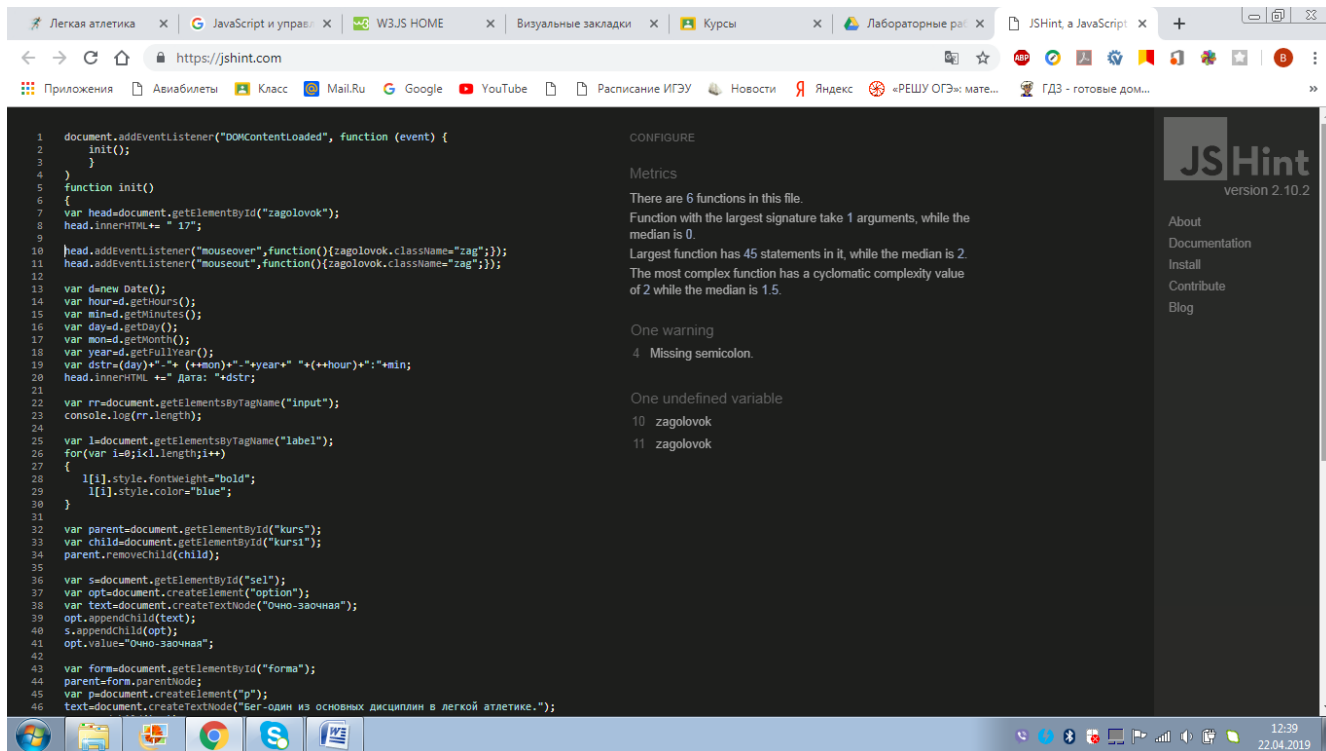 Легкая атлетика
JavaScript и управл
W3.JS HOME
Визуальные закладки
Курсы
Лабораторные раб
JSHint, a JavaScript
https://jshint.com
Приложения Авиабилеты Класс Mail.Ru Google YouTube Расписание ИГЭУ Новости Яндекс «РЕШУ ОГЭ»: мате... ГДЗ - готовые дом...
1 document.addEventListener("DOMContentLoaded", function (event) {
2 init();
3 }
4 )
5 function init()
6 {
7 var head=document.getElementById("zagolovok");
8 head.innerHTML+= " 17";
9
10 head.addEventListener("mouseover",function(){zagolovok.className="zag";});
11 head.addEventListener("mouseout",function(){zagolovok.className="zag";});
12
13 var d=new Date();
14 var hour=d.getHours();
15 var min=d.getMinutes();
16 var day=d.getDay();
17 var mon=d.getMonth();
18 var year=d.getFullYear();
19 var dstr=(day)+"-"+ (++mon)+"-"+year+" "+(++hour)+":"+min;
20 head.innerHTML +=" Дата: "+dstr;
21
22 var rr=document.getElementsByTagName("input");
23 console.log(rr.length);
24
25 var l=document.getElementsByTagName("label");
26 for(var i=0;i<l.length;i++)
27 {
28 l[i].style.fontWeight="bold";
29 l[i].style.color="blue";
30 }
31
32 var parent=document.getElementById("kurs");
33 var child=document.getElementById("kurs1");
34 parent.removeChild(child);
35
36 var s=document.getElementById("sel");
37 var opt=document.createElement("option");
38 var text=document.createTextNode("Очно-заочная");
39 opt.appendChild(text);
40 s.appendChild(opt);
41 opt.value="Очно-заочная";
42
43 var form=document.getElementById("forma");
44 parent=form.parentNode;
45 var p=document.createElement("p");
46 text=document.createTextNode("Бег-один из основных дисциплин в легкой атлетике.");
CONFIGURE
Metrics
There are 6 functions in this file.
Function with the largest signature take 1 arguments, while the
median is 0.
Largest function has 45 statements in it, while the median is 2.
The most complex function has a cyclomatic complexity value
of 2 while the median is 1.5.
One warning
4 Missing semicolon.
One undefined variable
10 zagolovok
11 zagolovok
JSHint
version 2.10.2
About
Documentation
Install
Contribute
Blog
12:39
22.04.2019